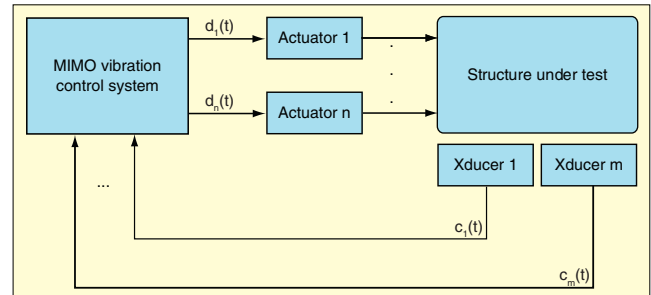 d₁(t)
MIMO vibration
control system
Actuator 1
Structure under test
dₙ(t)
Actuator n
Xducer 1
Xducer m
...
c₁(t)
cₘ(t)